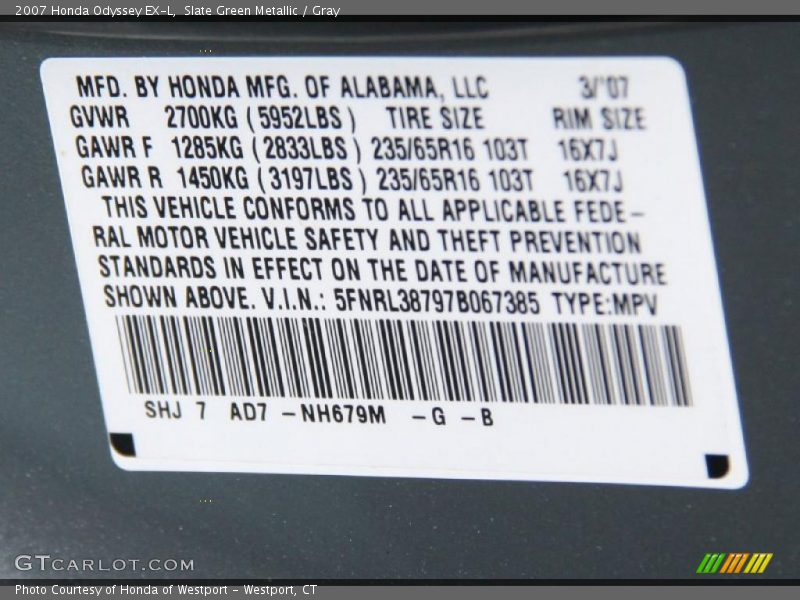 2007 Honda Odyssey EX-L, Slate Green Metallic / Gray
MFD. BY HONDA MFG. OF ALABAMA, LLC 3/'07
GVWR 2700KG (5952LBS) TIRE SIZE RIM SIZE
GAWR F 1285KG (2833LBS) 235/65R16 103T 16X7J
GAWR R 1450KG (3197LBS) 235/65R16 103T 16X7J
THIS VEHICLE CONFORMS TO ALL APPLICABLE FEDE-
RAL MOTOR VEHICLE SAFETY AND THEFT PREVENTION
STANDARDS IN EFFECT ON THE DATE OF MANUFACTURE
SHOWN ABOVE. V.I.N.: 5FNRL38797B067385 TYPE:MPV
SHJ 7 AD7 -NH679M -G -B
GTCARLOT.COM
Photo Courtesy of Honda of Westport - Westport, CT